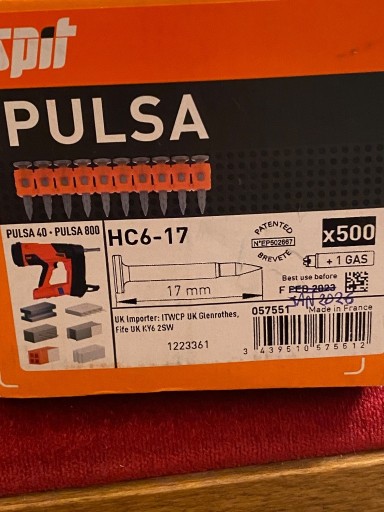 spit
PULSA
PULSA 40 - PULSA 800
HC6-17
PATENTED
N°EP502667
BREVETE
x500
+ 1 GAS
17 mm
Best use before
F FEB 2023
JAN 2026
057551 Made in France
UK Importer: ITWCP UK Glenrothes,
Fife UK KY6 2SW
1223361
3 439510 575512